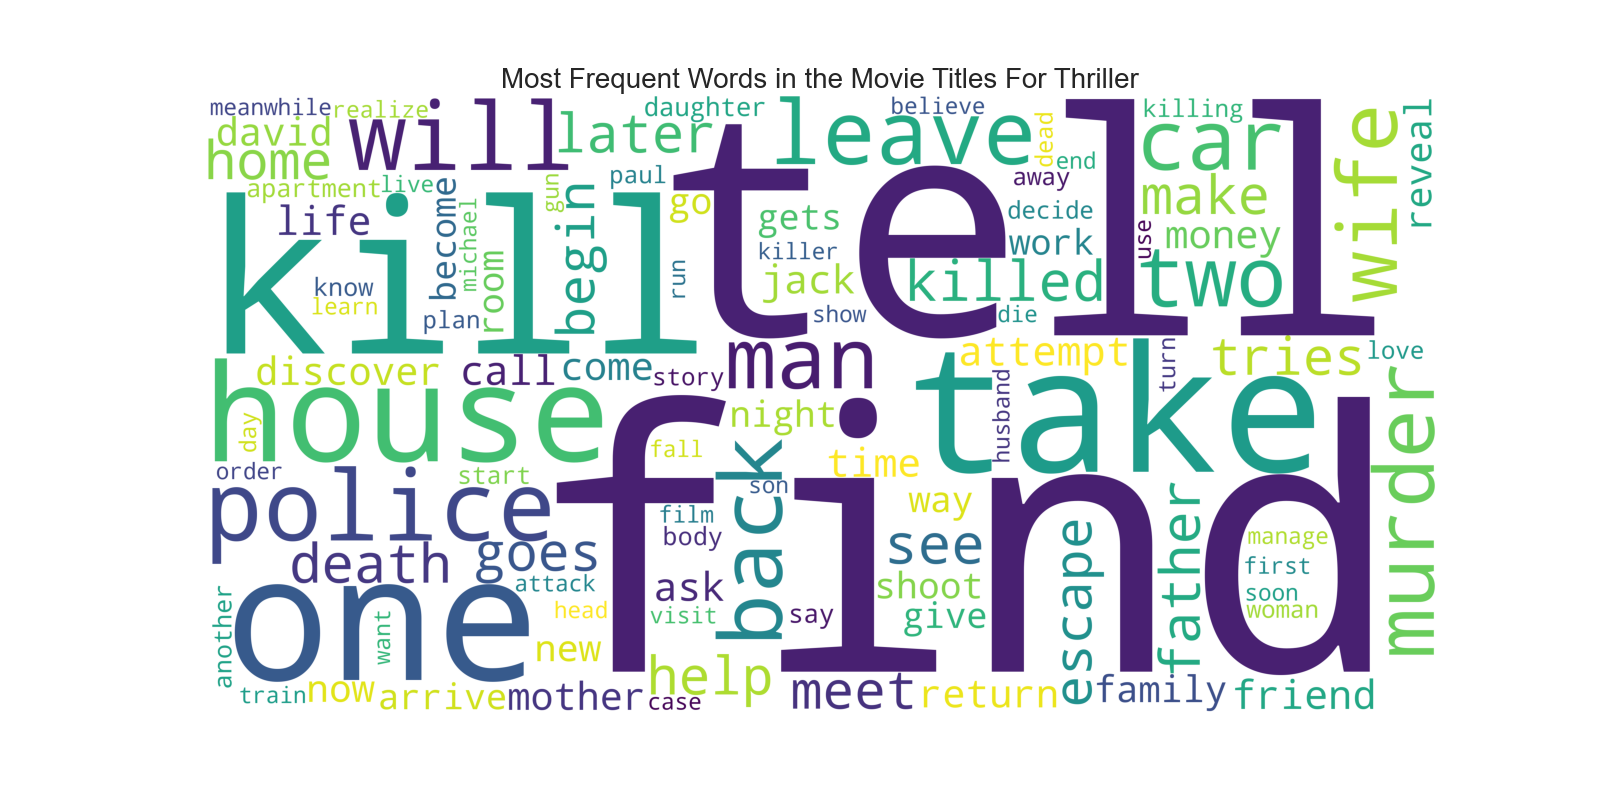 Most Frequent Words in the Movie Titles For Thriller
meanwhile
realize
will
later
daughter
leave
believe
dead
tell
killing
car
wife
reveal
david
home
apartment
live
life
kill
become
michael
room
gun
begin
paul
go
gets
killer
jack
run
show
away
end
decide
work
killed
die
use
make
money
two
know
learn
plan
discover
call
come
story
man
attempt
turn
tries
love
house
day
night
take
husband
murder
order
start
fall
find
time
son
back
police
film
body
way
see
death
goes
attack
ask
shoot
escape
father
manage
first
soon
woman
one
another
want
head
visit
say
give
new
help
train
now
arrive
mother
case
meet
return
family
friend